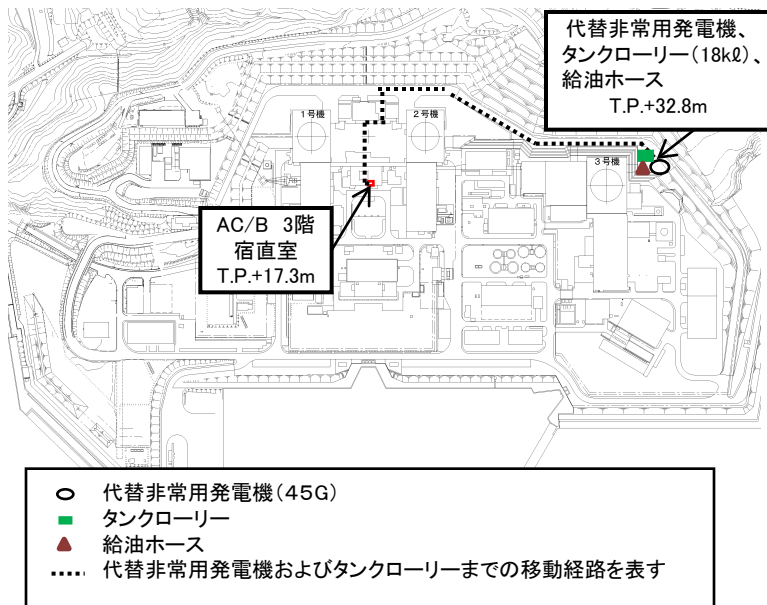 代替非常用発電機、
タンクローリー(18kℓ)、
給油ホース
T.P.+32.8m
1号機
2号機
3号機
AC/B 3階
宿直室
T.P.+17.3m
代替非常用発電機(45G)
タンクローリー
給油ホース
代替非常用発電機およびタンクローリーまでの移動経路を表す